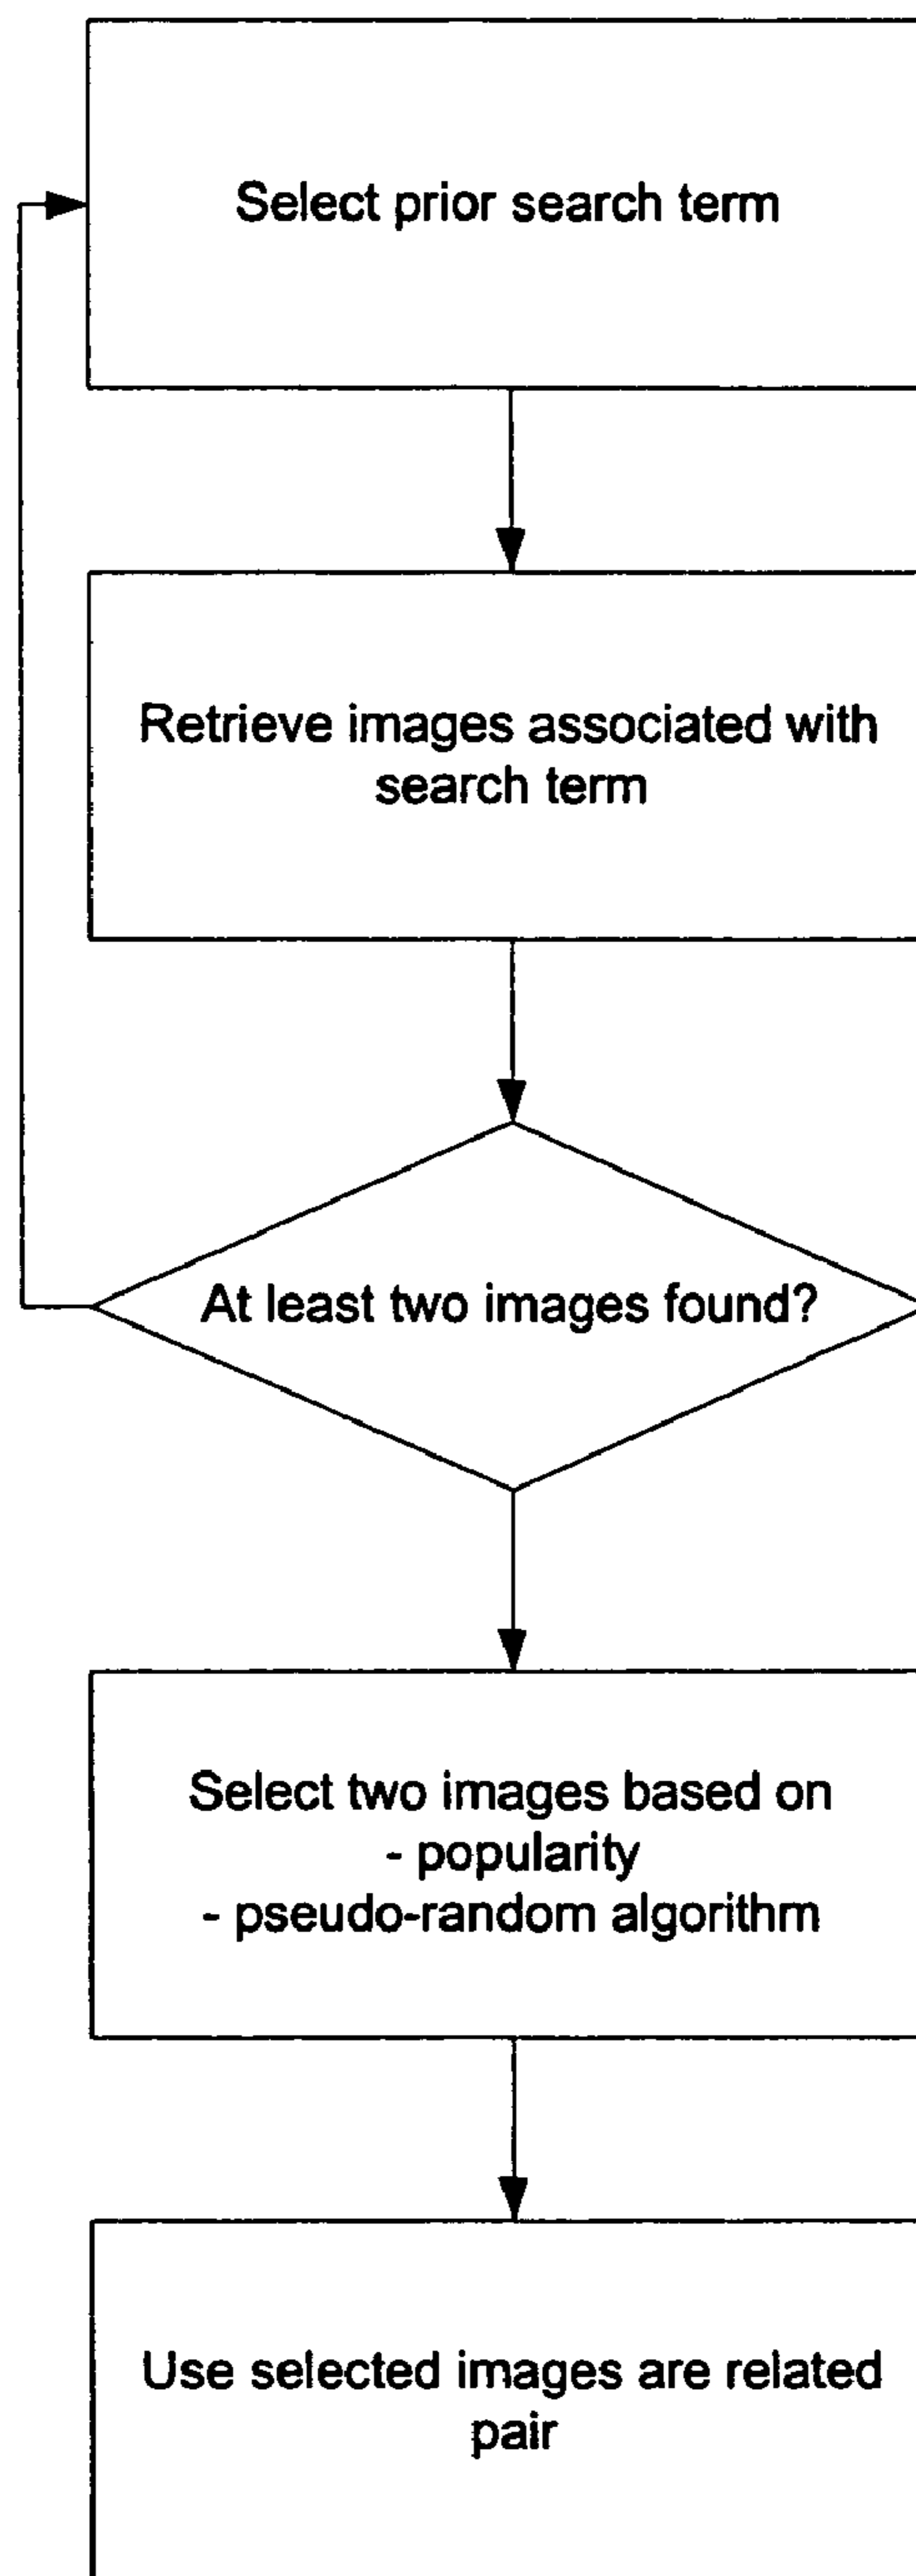 Select prior search term
Retrieve images associated with
search term
At least two images found?
Select two images based on
- popularity
- pseudo-random algorithm
Use selected images are related
pair